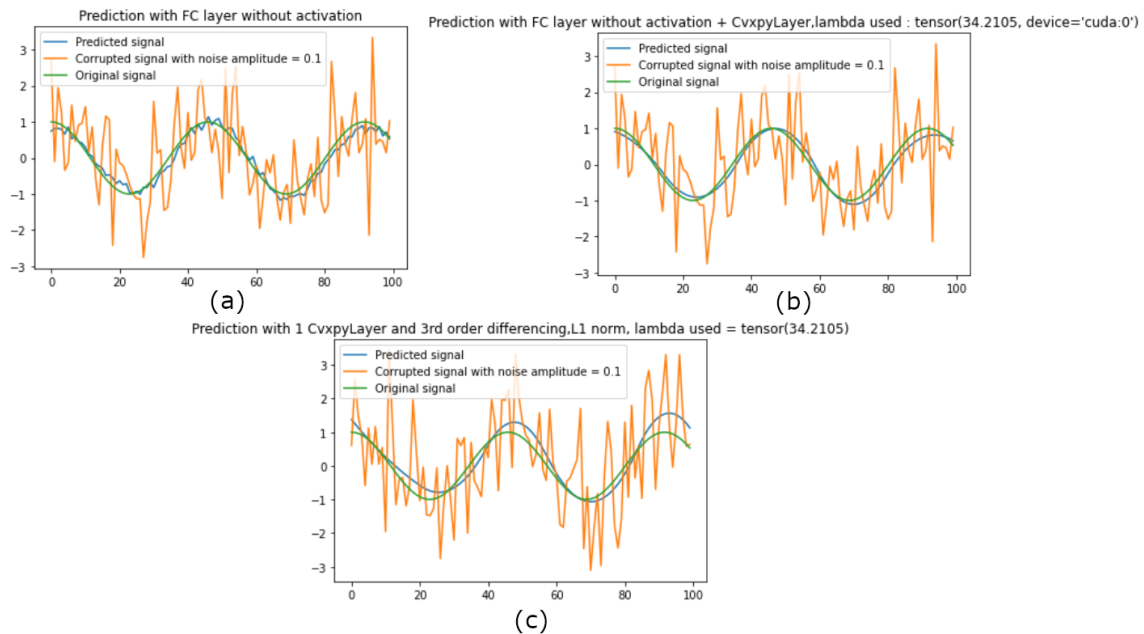 Prediction with FC layer without activation
Predicted signal
Corrupted signal with noise amplitude = 0.1
Original signal
3
2
1
0
−1
−2
−3
0 20 40 60 80 100
(a)
Prediction with FC layer without activation + CvxpyLayer,lambda used : tensor(34.2105, device='cuda:0')
Predicted signal
Corrupted signal with noise amplitude = 0.1
Original signal
3
2
1
0
−1
−2
−3
0 20 40 60 80 100
(b)
Prediction with 1 CvxpyLayer and 3rd order differencing,L1 norm, lambda used = tensor(34.2105)
Predicted signal
Corrupted signal with noise amplitude = 0.1
Original signal
3
2
1
0
−1
−2
−3
0 20 40 60 80 100
(c)